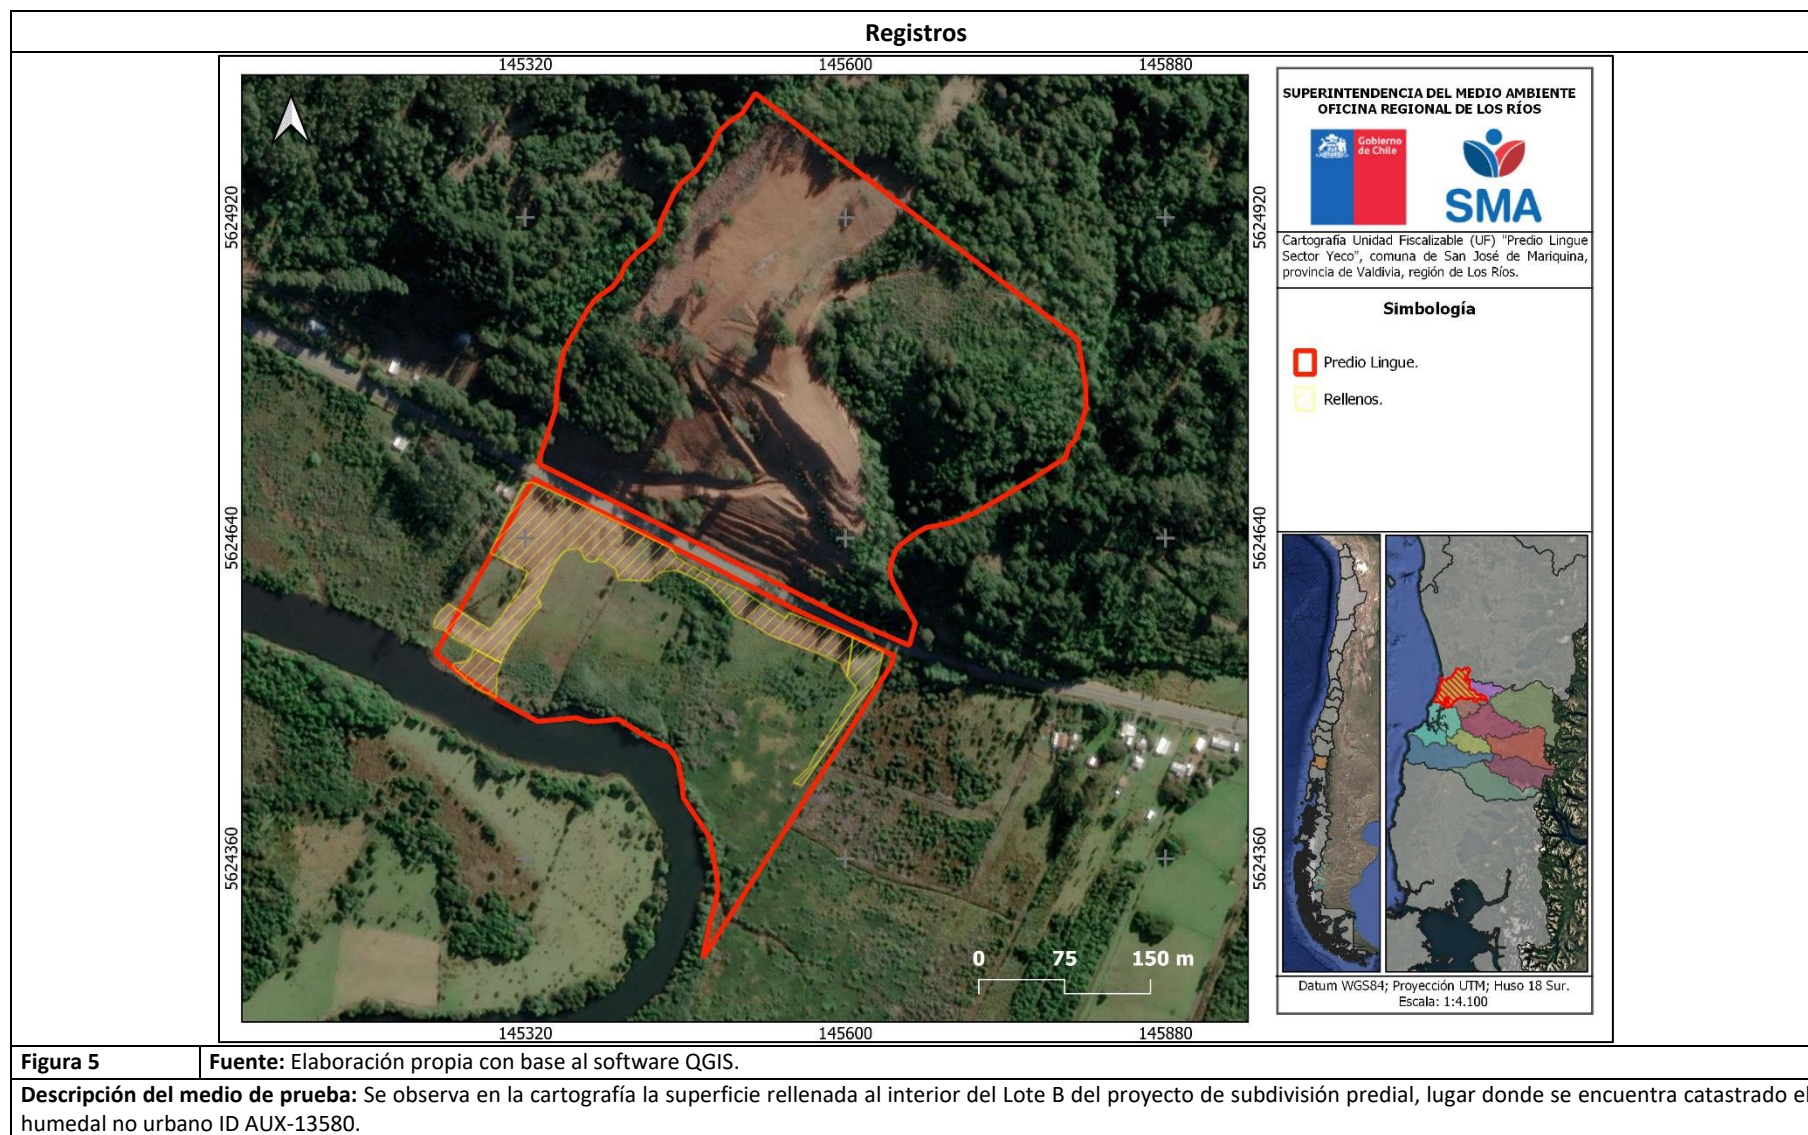 Registros
145320 145600 145880
5624920
5624640
5624360
0 75 150 m
5624920
5624640
5624360
145320 145600 145880
SUPERINTENDENCIA DEL MEDIO AMBIENTE
OFICINA REGIONAL DE LOS RÍOS
Gobierno
de Chile
SMA
Cartografía Unidad Fiscalizable (UF) "Predio Lingue
Sector Yeco", comuna de San José de Mariquina,
provincia de Valdivia, región de Los Ríos.
Simbología
Predio Lingue.
Rellenos.
Datum WGS84; Proyección UTM; Huso 18 Sur.
Escala: 1:4.100
Figura 5 Fuente: Elaboración propia con base al software QGIS.
Descripción del medio de prueba: Se observa en la cartografía la superficie rellenada al interior del Lote B del proyecto de subdivisión predial, lugar donde se encuentra catastrado el
humedal no urbano ID AUX-13580.